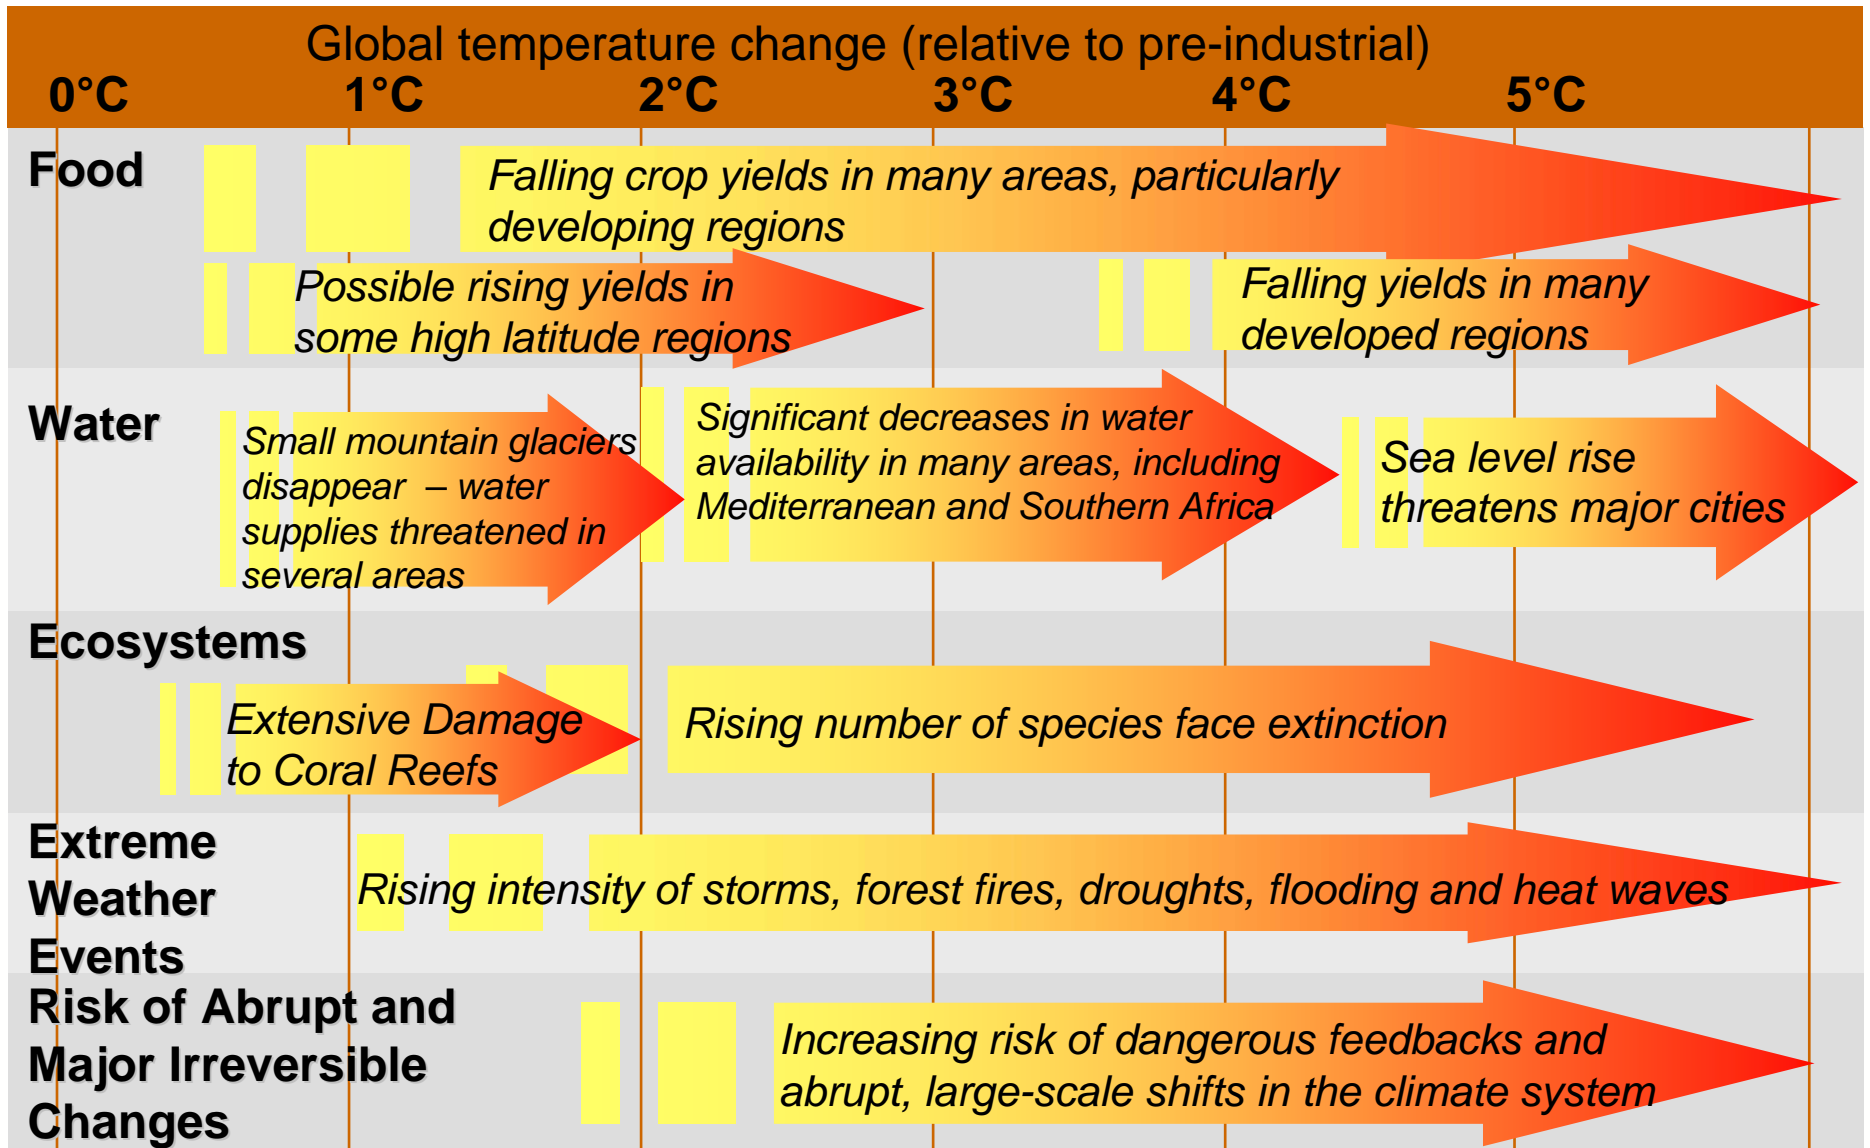 Global temperature change (relative to pre-industrial)
0°C 1°C 2°C 3°C 4°C 5°C
Food
Falling crop yields in many areas, particularly
developing regions
Possible rising yields in
some high latitude regions
Falling yields in many
developed regions
Water
Small mountain glaciers
disappear – water
supplies threatened in
several areas
Significant decreases in water
availability in many areas, including
Mediterranean and Southern Africa
Sea level rise
threatens major cities
Ecosystems
Extensive Damage
to Coral Reefs
Rising number of species face extinction
Extreme
Weather
Events
Rising intensity of storms, forest fires, droughts, flooding and heat waves
Risk of Abrupt and
Major Irreversible
Changes
Increasing risk of dangerous feedbacks and
abrupt, large-scale shifts in the climate system